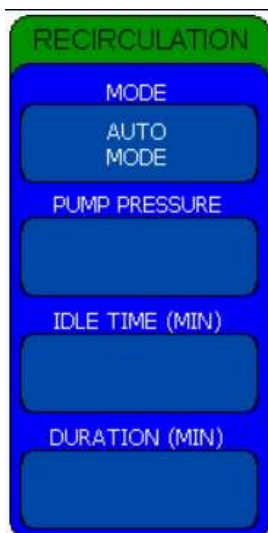 RECIRCULATION
MODE
AUTO
MODE
PUMP PRESSURE
IDLE TIME (MIN)
DURATION (MIN)